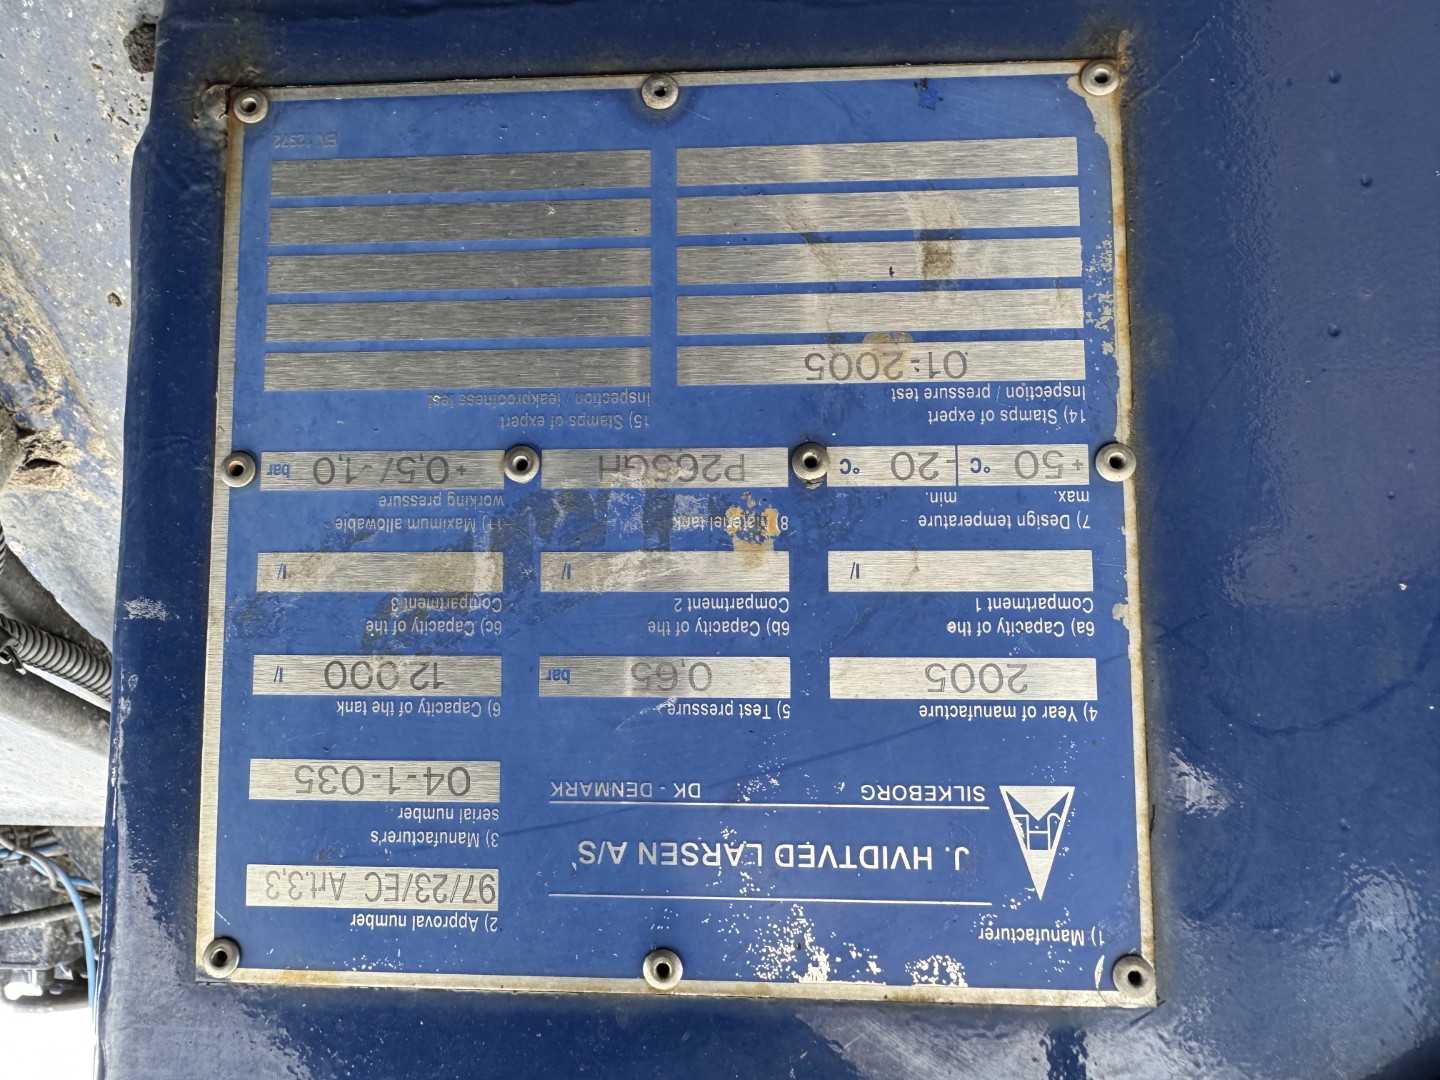 1) Manufacturer
J. HVIDTVED LARSEN A/S
SILKEBORG DK - DENMARK
2) Approval number
97/23/EC Art.3,3
3) Manufacturer's
serial number
04-1-035
4) Year of manufacture
2005
5) Test pressure
0,65 bar
6) Capacity of the tank
12.000 l/
6a) Capacity of the
Compartment 1
l/
6b) Capacity of the
Compartment 2
l/
6c) Capacity of the
Compartment 3
l/
7) Design temperature
max. min.
+50 °C -20 °C
8) Materiel tank
P265GH
11) Maximum allowable
working pressure
+0,5/-1,0 bar
14) Stamps of expert
Inspection / pressure test
01-2005
15) Stamps of expert
Inspection / leakproofness test
EN 12972